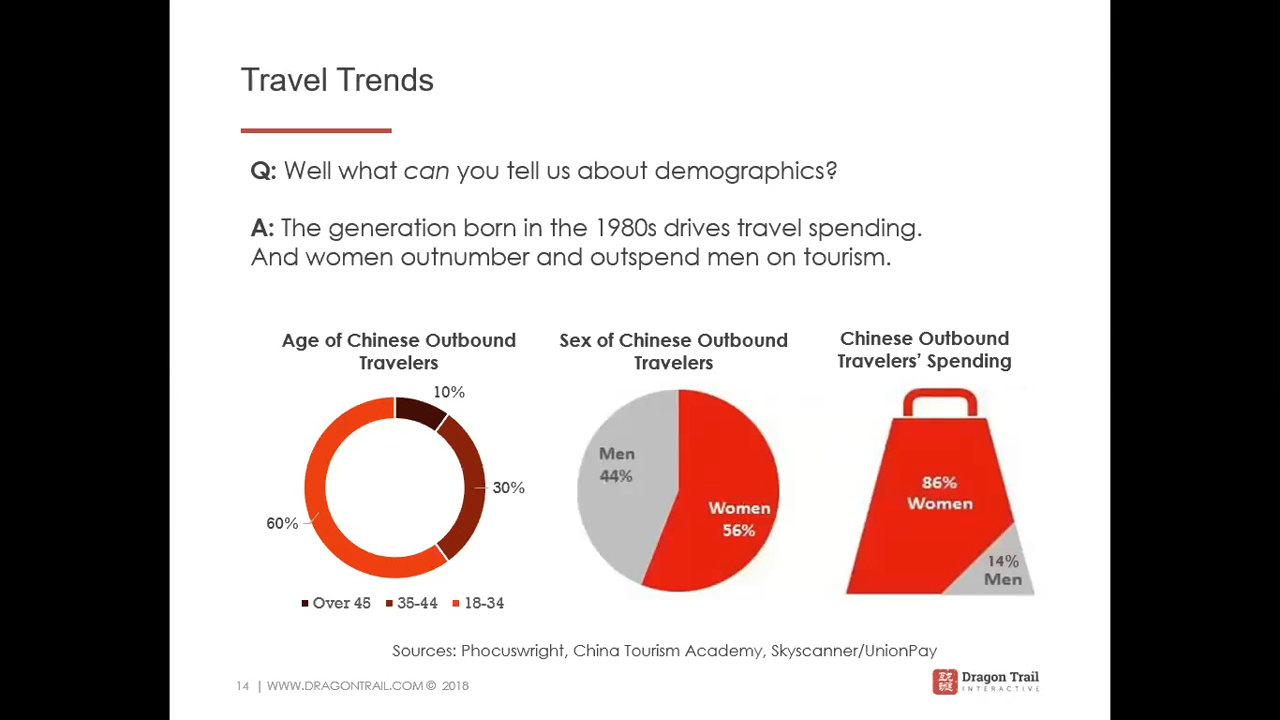 Travel Trends
Q: Well what can you tell us about demographics?
A: The generation born in the 1980s drives travel spending.
And women outnumber and outspend men on tourism.
Age of Chinese Outbound
Travelers
10%
30%
60%
Over 45 35-44 18-34
Sex of Chinese Outbound
Travelers
Men
44%
Women
56%
Chinese Outbound
Travelers’ Spending
86%
Women
14%
Men
Sources: Phocuswright, China Tourism Academy, Skyscanner/UnionPay
14 | WWW.DRAGONTRAIL.COM © 2018
Dragon Trail
INTERACTIVE